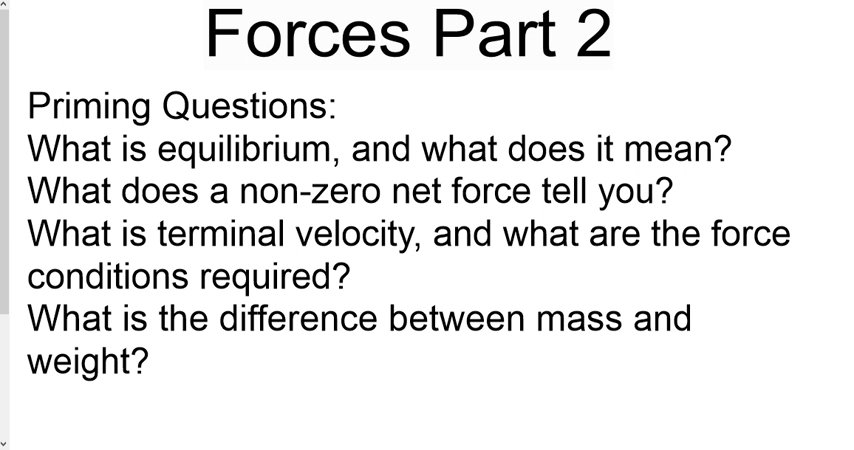 Forces Part 2
Priming Questions:
What is equilibrium, and what does it mean?
What does a non-zero net force tell you?
What is terminal velocity, and what are the force
conditions required?
What is the difference between mass and
weight?